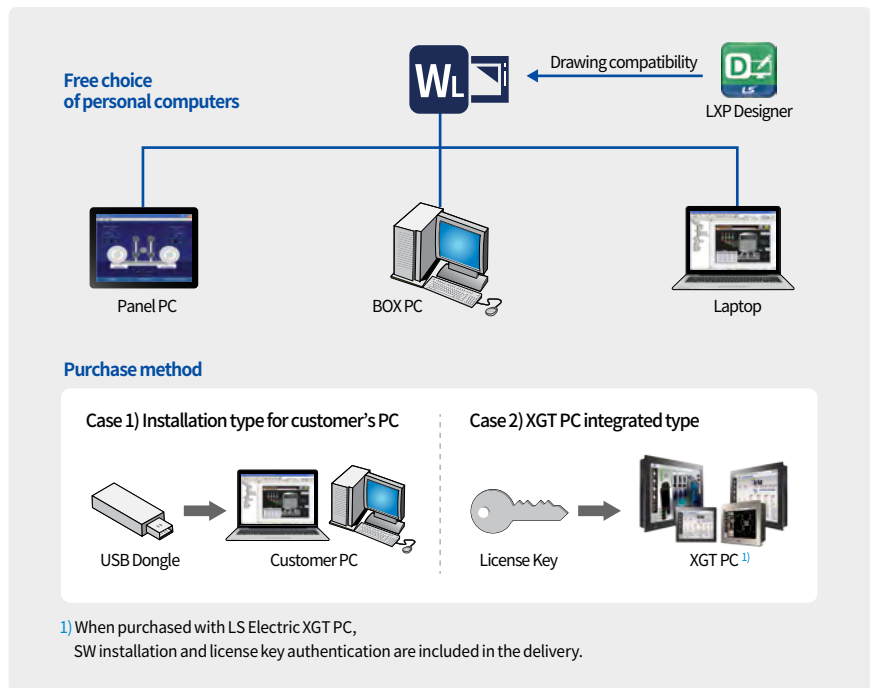 Free choice
of personal computers
WL
Drawing compatibility
D
LS
LXP Designer
Panel PC
BOX PC
Laptop
Purchase method
Case 1) Installation type for customer's PC
Case 2) XGT PC integrated type
USB Dongle
Customer PC
License Key
XGT PC 1)
1) When purchased with LS Electric XGT PC,
SW installation and license key authentication are included in the delivery.